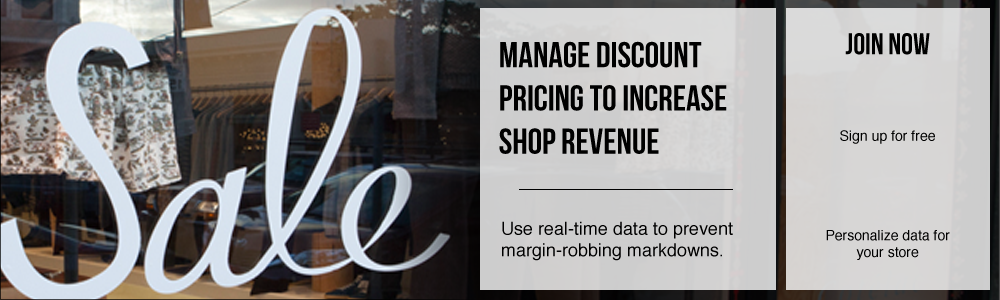 Sale
MANAGE DISCOUNT
PRICING TO INCREASE
SHOP REVENUE
Use real-time data to prevent
margin-robbing markdowns.
JOIN NOW
Sign up for free
Personalize data for
your store